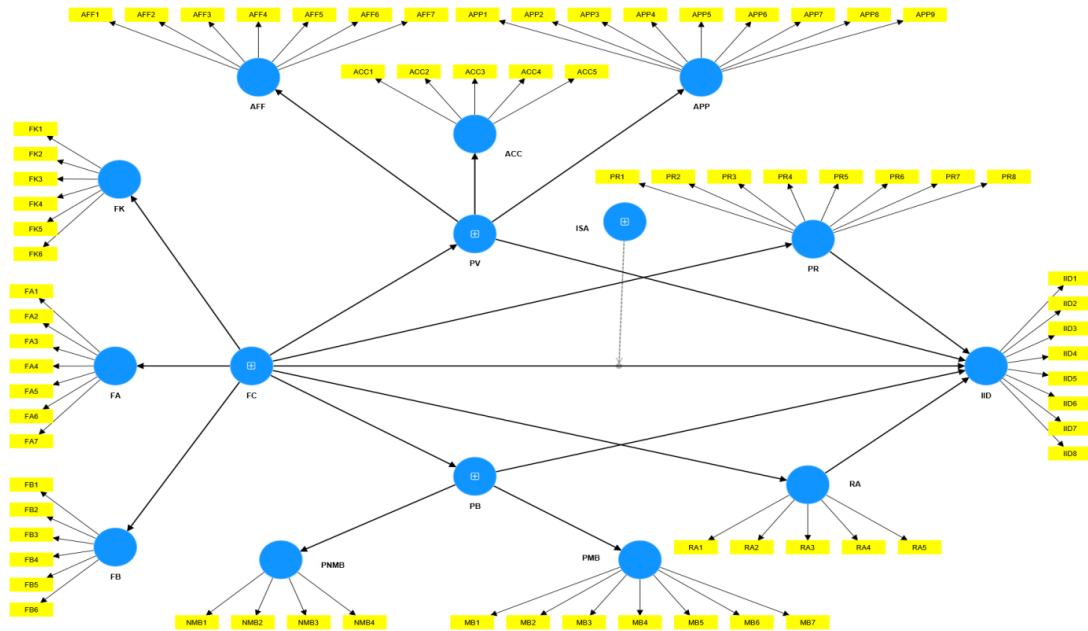 AFF1 AFF2 AFF3 AFF4 AFF5 AFF6 AFF7
APP1 APP2 APP3 APP4 APP5 APP6 APP7 APP8 APP9
ACC1 ACC2 ACC3 ACC4 ACC5
AFF
APP
ACC
FK1
FK2
FK3
FK4
FK5
FK6
FK
PR1 PR2 PR3 PR4 PR5 PR6 PR7 PR8
ISA
PV
PR
IID1
IID2
IID3
IID4
IID5
IID6
IID7
IID8
IID
FA1
FA2
FA3
FA4
FA5
FA6
FA7
FA
FC
PB
RA
RA1 RA2 RA3 RA4 RA5
FB1
FB2
FB3
FB4
FB5
FB6
FB
PNMB
PMB
NMB1 NMB2 NMB3 NMB4
MB1 MB2 MB3 MB4 MB5 MB6 MB7